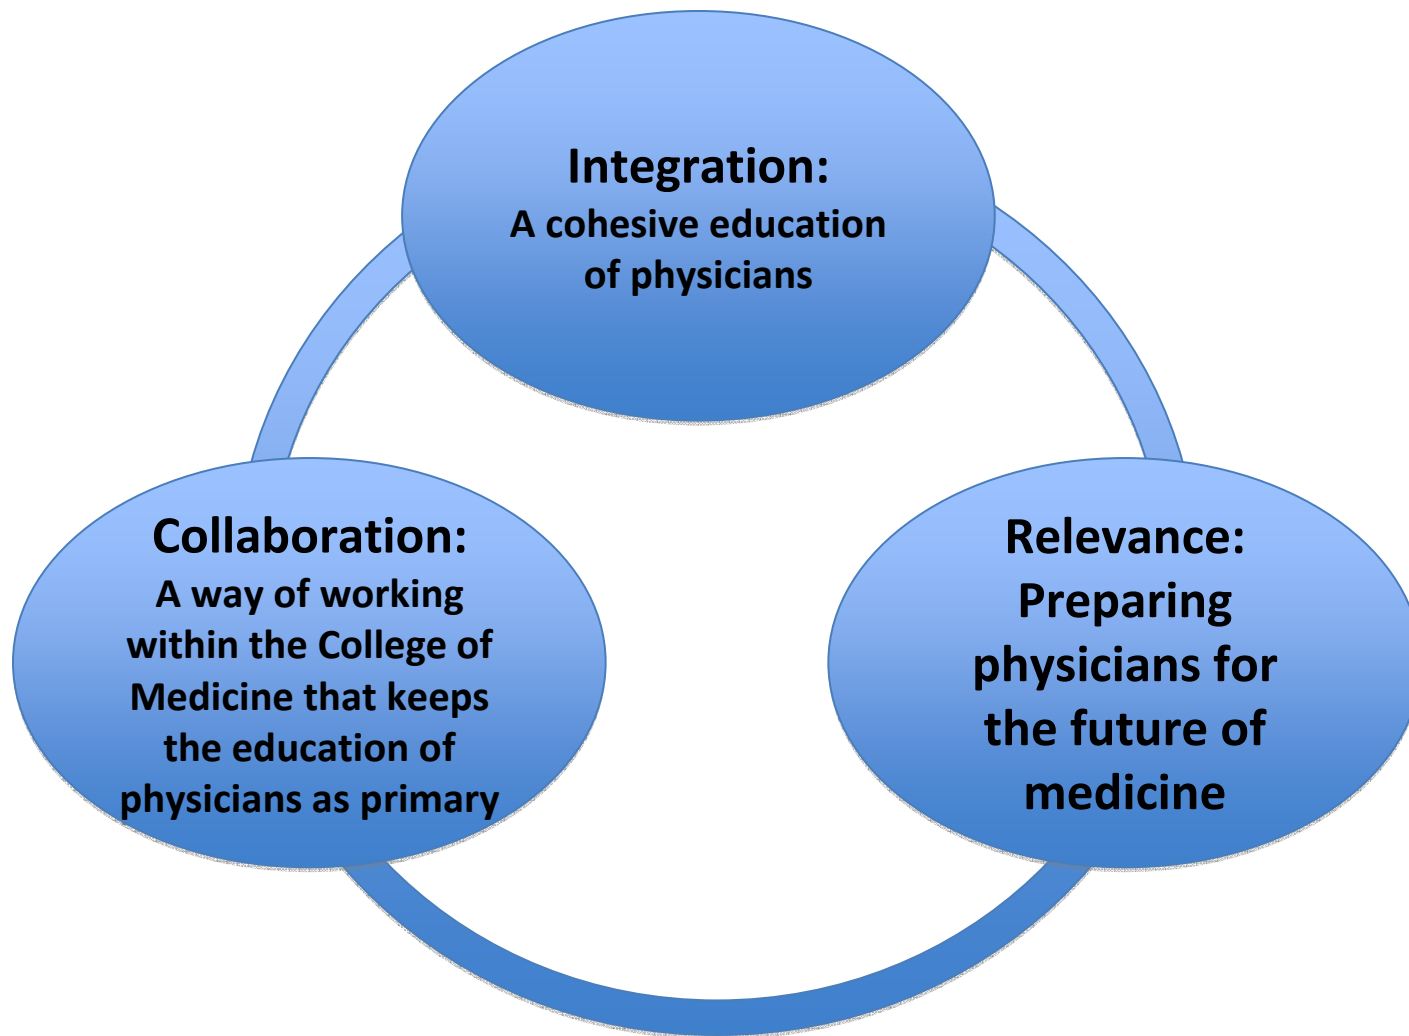 Integration:
A cohesive education
of physicians
Collaboration:
A way of working
within the College of
Medicine that keeps
the education of
physicians as primary
Relevance:
Preparing
physicians for
the future of
medicine